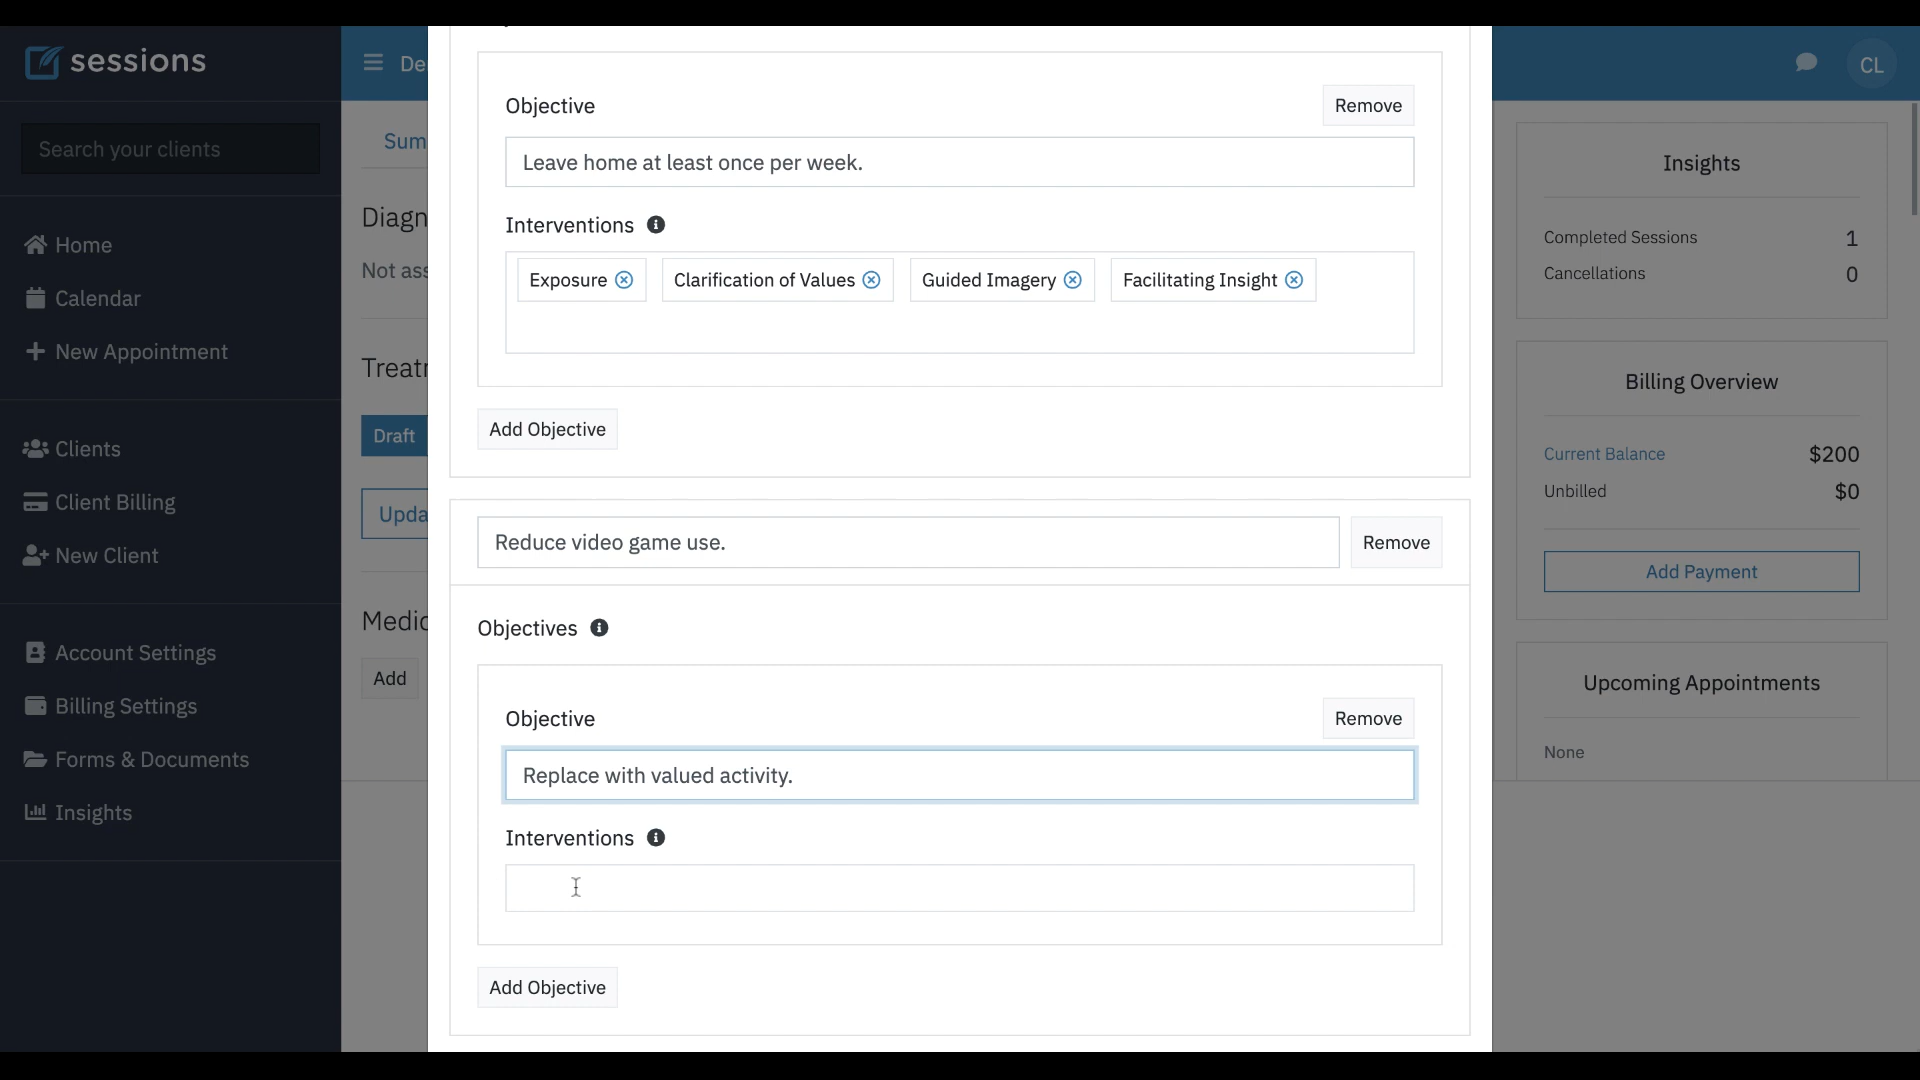 sessions
Search your clients
Home
Calendar
New Appointment
Clients
Client Billing
New Client
Account Settings
Billing Settings
Forms & Documents
Insights
De
Sum
Diagn
Not ass
Treatr
Draft
Upda
Medic
Add
Objective
Remove
Leave home at least once per week.
Interventions
Exposure Clarification of Values Guided Imagery Facilitating Insight
Add Objective
Reduce video game use.
Remove
Objectives
Objective
Remove
Replace with valued activity.
Interventions
Add Objective
CL
Insights
Completed Sessions 1
Cancellations 0
Billing Overview
Current Balance $200
Unbilled $0
Add Payment
Upcoming Appointments
None